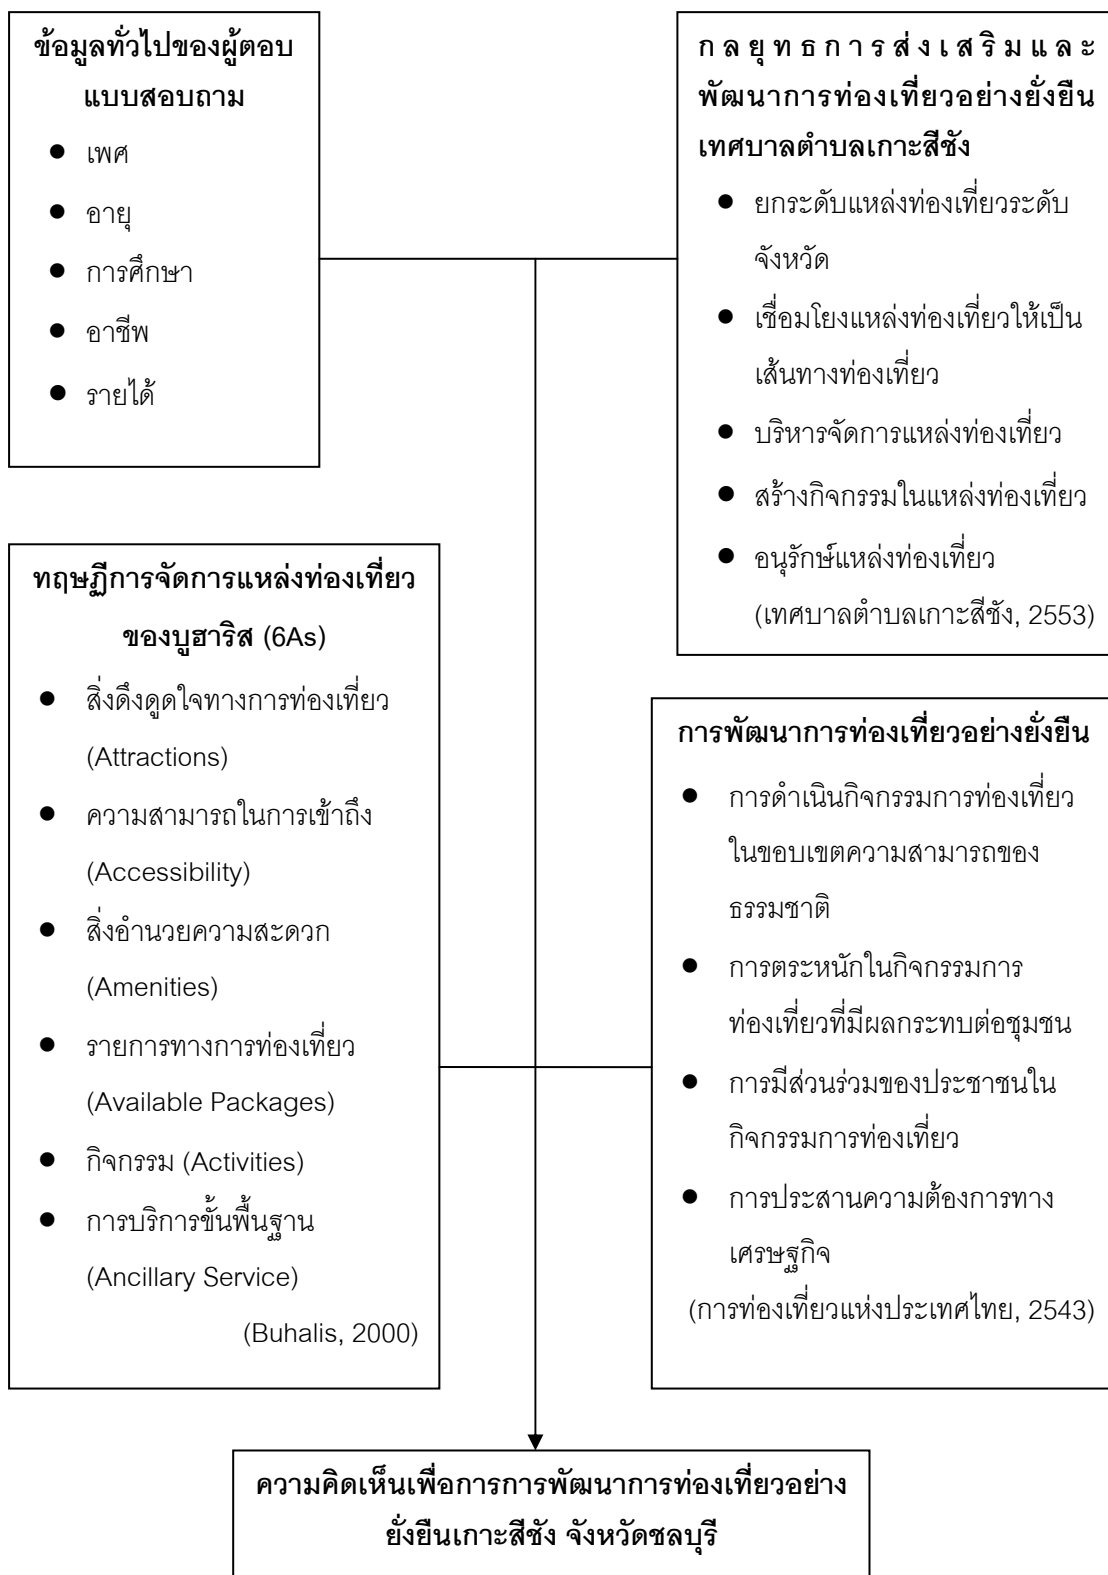 ข้อมูลทั่วไปของผู้ตอบ
แบบสอบถาม
● เพศ
● อายุ
● การศึกษา
● อาชีพ
● รายได้
กลยุทธการส่งเสริมและ
พัฒนาการท่องเที่ยวอย่างยั่งยืน
เทศบาลตำบลเกาะสีชัง
● ยกระดับแหล่งท่องเที่ยวระดับ
จังหวัด
● เชื่อมโยงแหล่งท่องเที่ยวให้เป็น
เส้นทางท่องเที่ยว
● บริหารจัดการแหล่งท่องเที่ยว
● สร้างกิจกรรมในแหล่งท่องเที่ยว
● อนุรักษ์แหล่งท่องเที่ยว
(เทศบาลตำบลเกาะสีชัง, 2553)
ทฤษฏีการจัดการแหล่งท่องเที่ยว
ของบูฮาริส (6As)
● สิ่งดึงดูดใจทางการท่องเที่ยว
(Attractions)
● ความสามารถในการเข้าถึง
(Accessibility)
● สิ่งอำนวยความสะดวก
(Amenities)
● รายการทางการท่องเที่ยว
(Available Packages)
● กิจกรรม (Activities)
● การบริการขั้นพื้นฐาน
(Ancillary Service)
(Buhalis, 2000)
การพัฒนาการท่องเที่ยวอย่างยั่งยืน
● การดำเนินกิจกรรมการท่องเที่ยว
ในขอบเขตความสามารถของ
ธรรมชาติ
● การตระหนักในกิจกรรมการ
ท่องเที่ยวที่มีผลกระทบต่อชุมชน
● การมีส่วนร่วมของประชาชนใน
กิจกรรมการท่องเที่ยว
● การประสานความต้องการทาง
เศรษฐกิจ
(การท่องเที่ยวแห่งประเทศไทย, 2543)
ความคิดเห็นเพื่อการการพัฒนาการท่องเที่ยวอย่าง
ยั่งยืนเกาะสีชัง จังหวัดชลบุรี